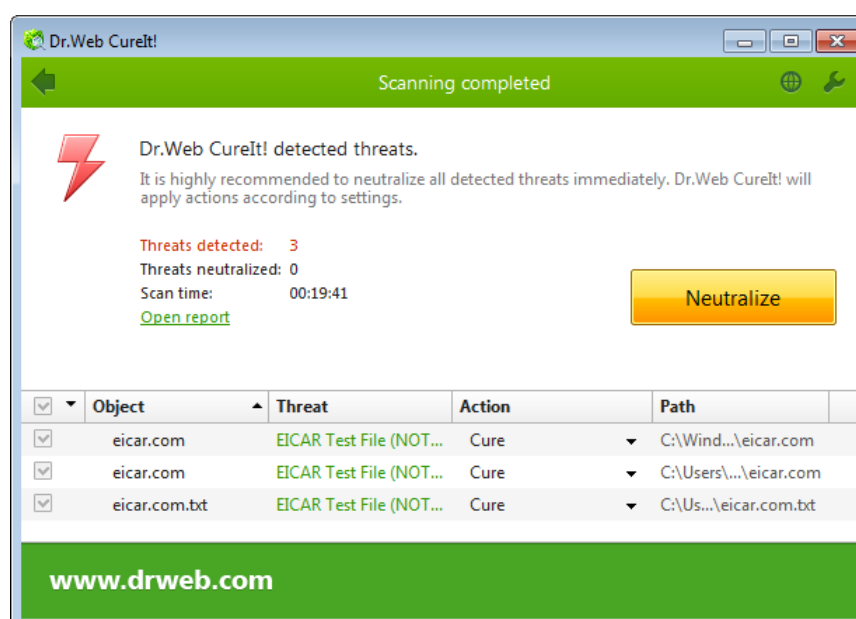 Dr.Web CureIt!
Scanning completed
Dr.Web CureIt! detected threats.
It is highly recommended to neutralize all detected threats immediately. Dr.Web CureIt! will
apply actions according to settings.
Threats detected: 3
Threats neutralized: 0
Scan time: 00:19:41
Open report
Neutralize
Object Threat Action Path
eicar.com EICAR Test File (NOT... Cure C:\Wind...\eicar.com
eicar.com EICAR Test File (NOT... Cure C:\Users\...\eicar.com
eicar.com.txt EICAR Test File (NOT... Cure C:\Us...\eicar.com.txt
www.drweb.com